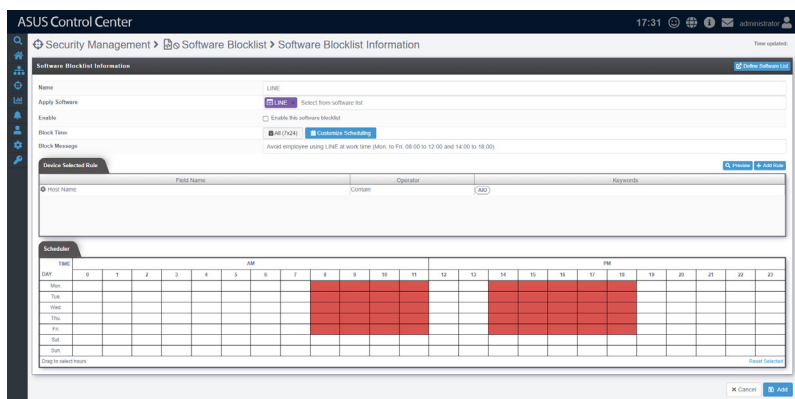 ASUS Control Center 17:31 administrator
Security Management > Software Blocklist > Software Blocklist Information Time updated:
Software Blocklist Information Define Software List
Name LINE
Apply Software LINE Select from software list
Enable Enable this software blocklist
Block Time All (7x24) Customize Scheduling
Block Message Avoid employee using LINE at work time (Mon. to Fri. 08:00 to 12:00 and 14:00 to 18:00)
Device Selected Rule Preview + Add Rule
Field Name Operator Keywords
Host Name Contain AIO
Scheduler
TIME AM PM
DAY 0 1 2 3 4 5 6 7 8 9 10 11 12 13 14 15 16 17 18 19 20 21 22 23
Mon.
Tue.
Wed.
Thu.
Fri.
Sat.
Sun.
Drag to select hours Reset Selected
× Cancel Add